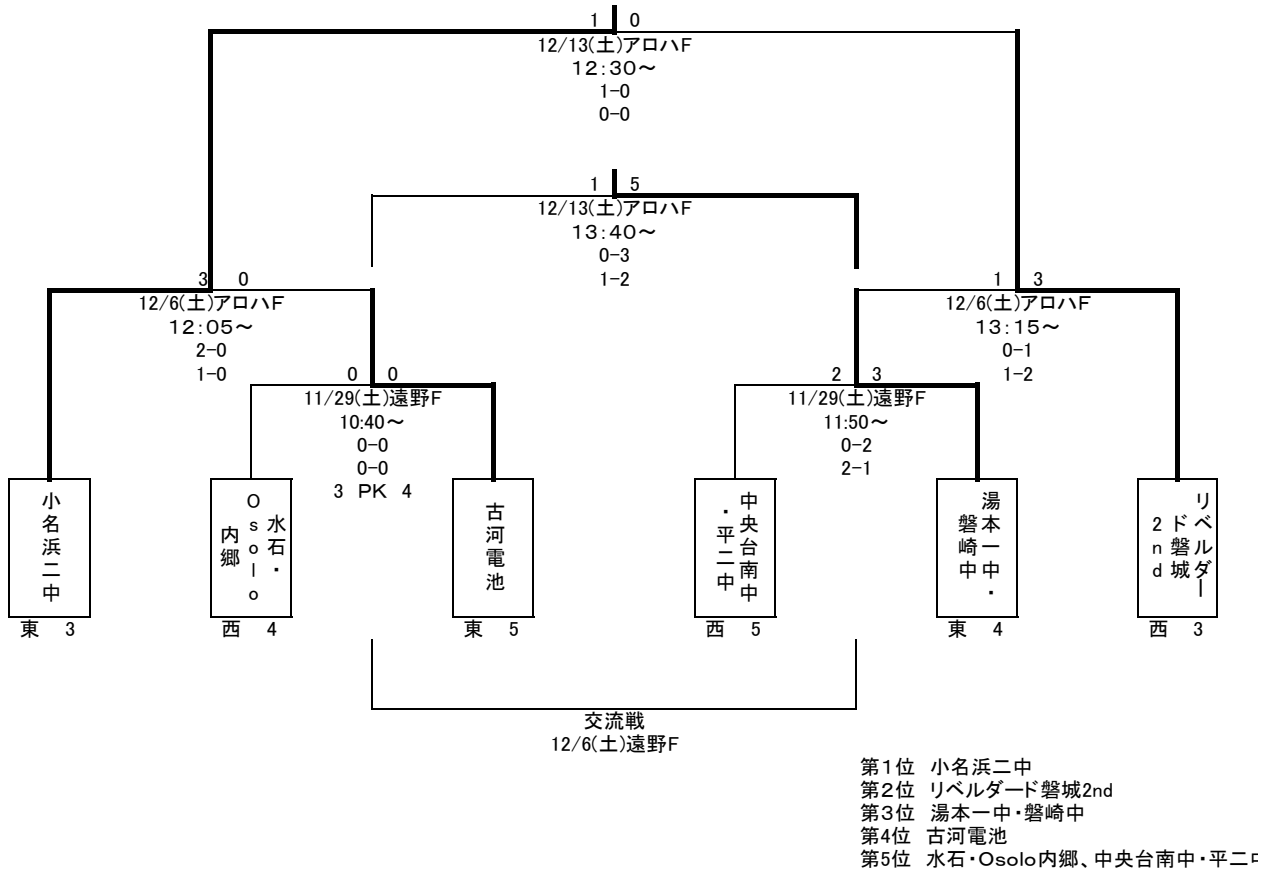 1 0
12/13(土)アロハF
12:30～
1-0
0-0
1 5
12/13(土)アロハF
13:40～
0-3
1-2
3 0
12/6(土)アロハF
12:05～
2-0
1-0
1 3
12/6(土)アロハF
13:15～
0-1
1-2
0 0
11/29(土)遠野F
10:40～
0-0
0-0
3 PK 4
2 3
11/29(土)遠野F
11:50～
0-2
2-1
小名浜二中
水石・
Osolo
内郷
古河電池
中央台南中
・平二中
湯本一中・
磐崎中
リベルダー
ド磐城
2nd
東 3
西 4
東 5
西 5
東 4
西 3
交流戦
12/6(土)遠野F
第1位 小名浜二中
第2位 リベルダード磐城2nd
第3位 湯本一中・磐崎中
第4位 古河電池
第5位 水石・Osolo内郷、中央台南中・平二